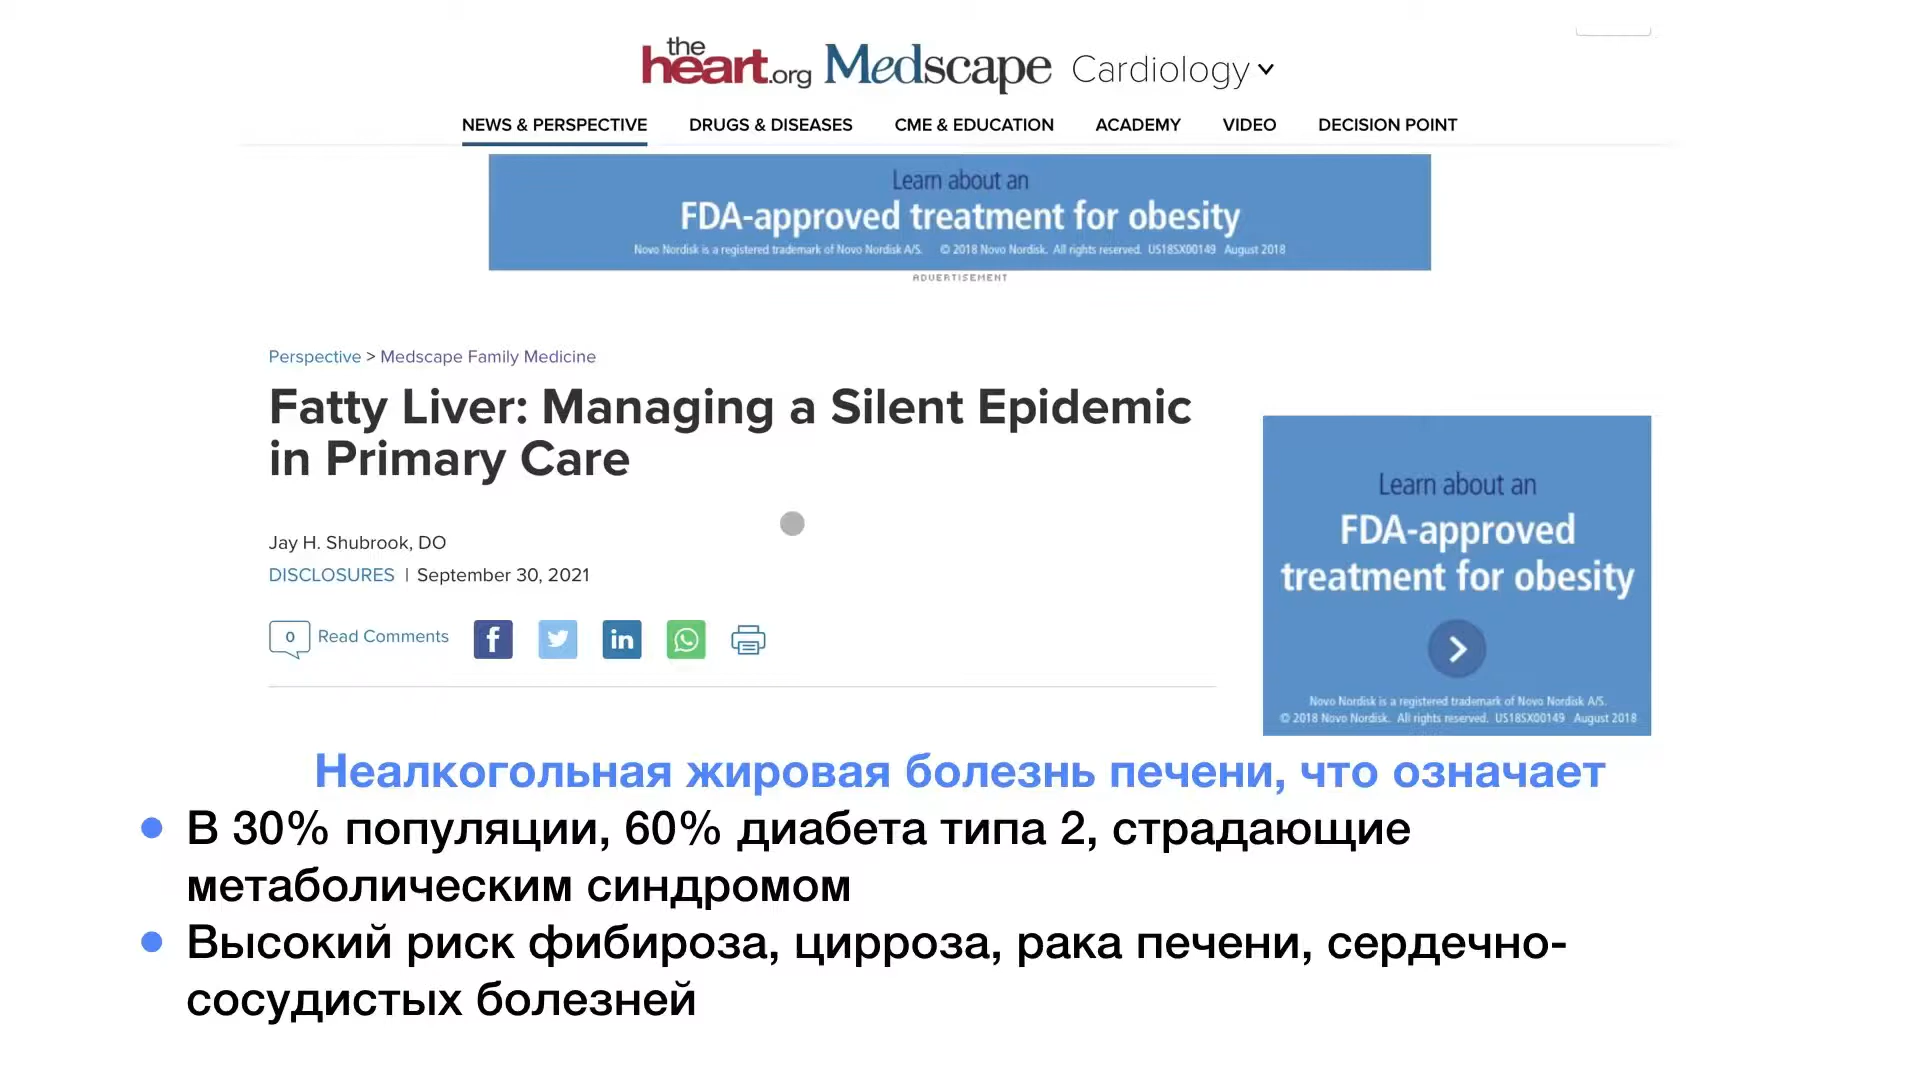 the heart.org Medscape Cardiology
NEWS & PERSPECTIVE DRUGS & DISEASES CME & EDUCATION ACADEMY VIDEO DECISION POINT
Learn about an
FDA-approved treatment for obesity
Novo Nordisk is a registered trademark of Novo Nordisk A/S. © 2018 Novo Nordisk. All rights reserved. US18SX00149 August 2018
ADVERTISEMENT
Perspective > Medscape Family Medicine
Fatty Liver: Managing a Silent Epidemic
in Primary Care
Jay H. Shubrook, DO
DISCLOSURES | September 30, 2021
0 Read Comments f in
Learn about an
FDA-approved
treatment for obesity
Novo Nordisk is a registered trademark of Novo Nordisk A/S.
© 2018 Novo Nordisk. All rights reserved. US18SX00149 August 2018
Неалкогольная жировая болезнь печени, что означает
● В 30% популяции, 60% диабета типа 2, страдающие
метаболическим синдромом
● Высокий риск фибироза, цирроза, рака печени, сердечно-
сосудистых болезней